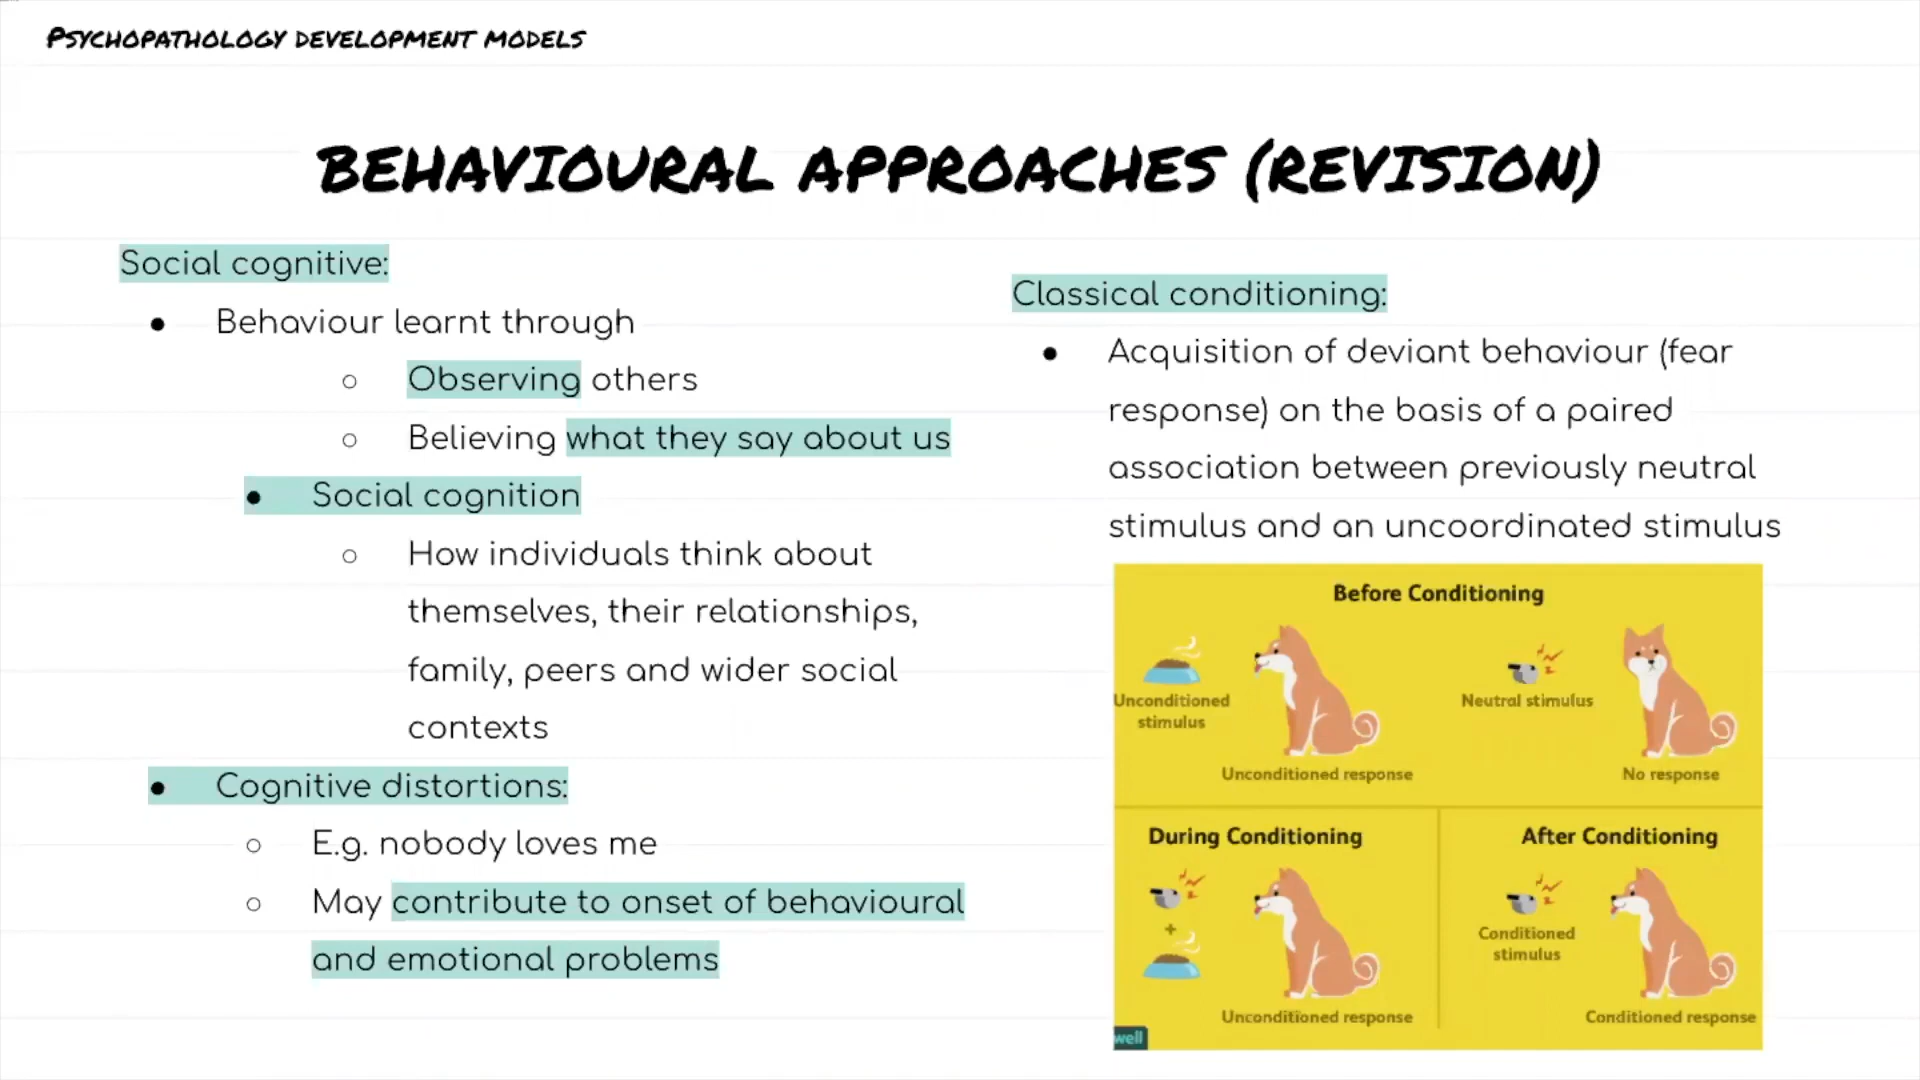 PSYCHOPATHOLOGY DEVELOPMENT MODELS
BEHAVIOURAL APPROACHES (REVISION)
Social cognitive:
● Behaviour learnt through
○ Observing others
○ Believing what they say about us
● Social cognition
○ How individuals think about
themselves, their relationships,
family, peers and wider social
contexts
● Cognitive distortions:
○ E.g. nobody loves me
○ May contribute to onset of behavioural
and emotional problems
Classical conditioning:
● Acquisition of deviant behaviour (fear
response) on the basis of a paired
association between previously neutral
stimulus and an uncoordinated stimulus
Before Conditioning
Unconditioned
stimulus
Unconditioned response
Neutral stimulus
No response
During Conditioning
+
Unconditioned response
After Conditioning
Conditioned
stimulus
Conditioned response
well